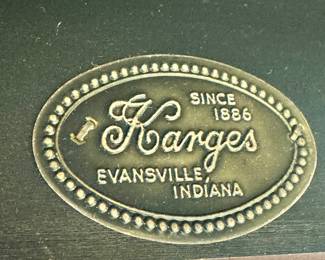 SINCE
1886
Karges
EVANSVILLE,
INDIANA